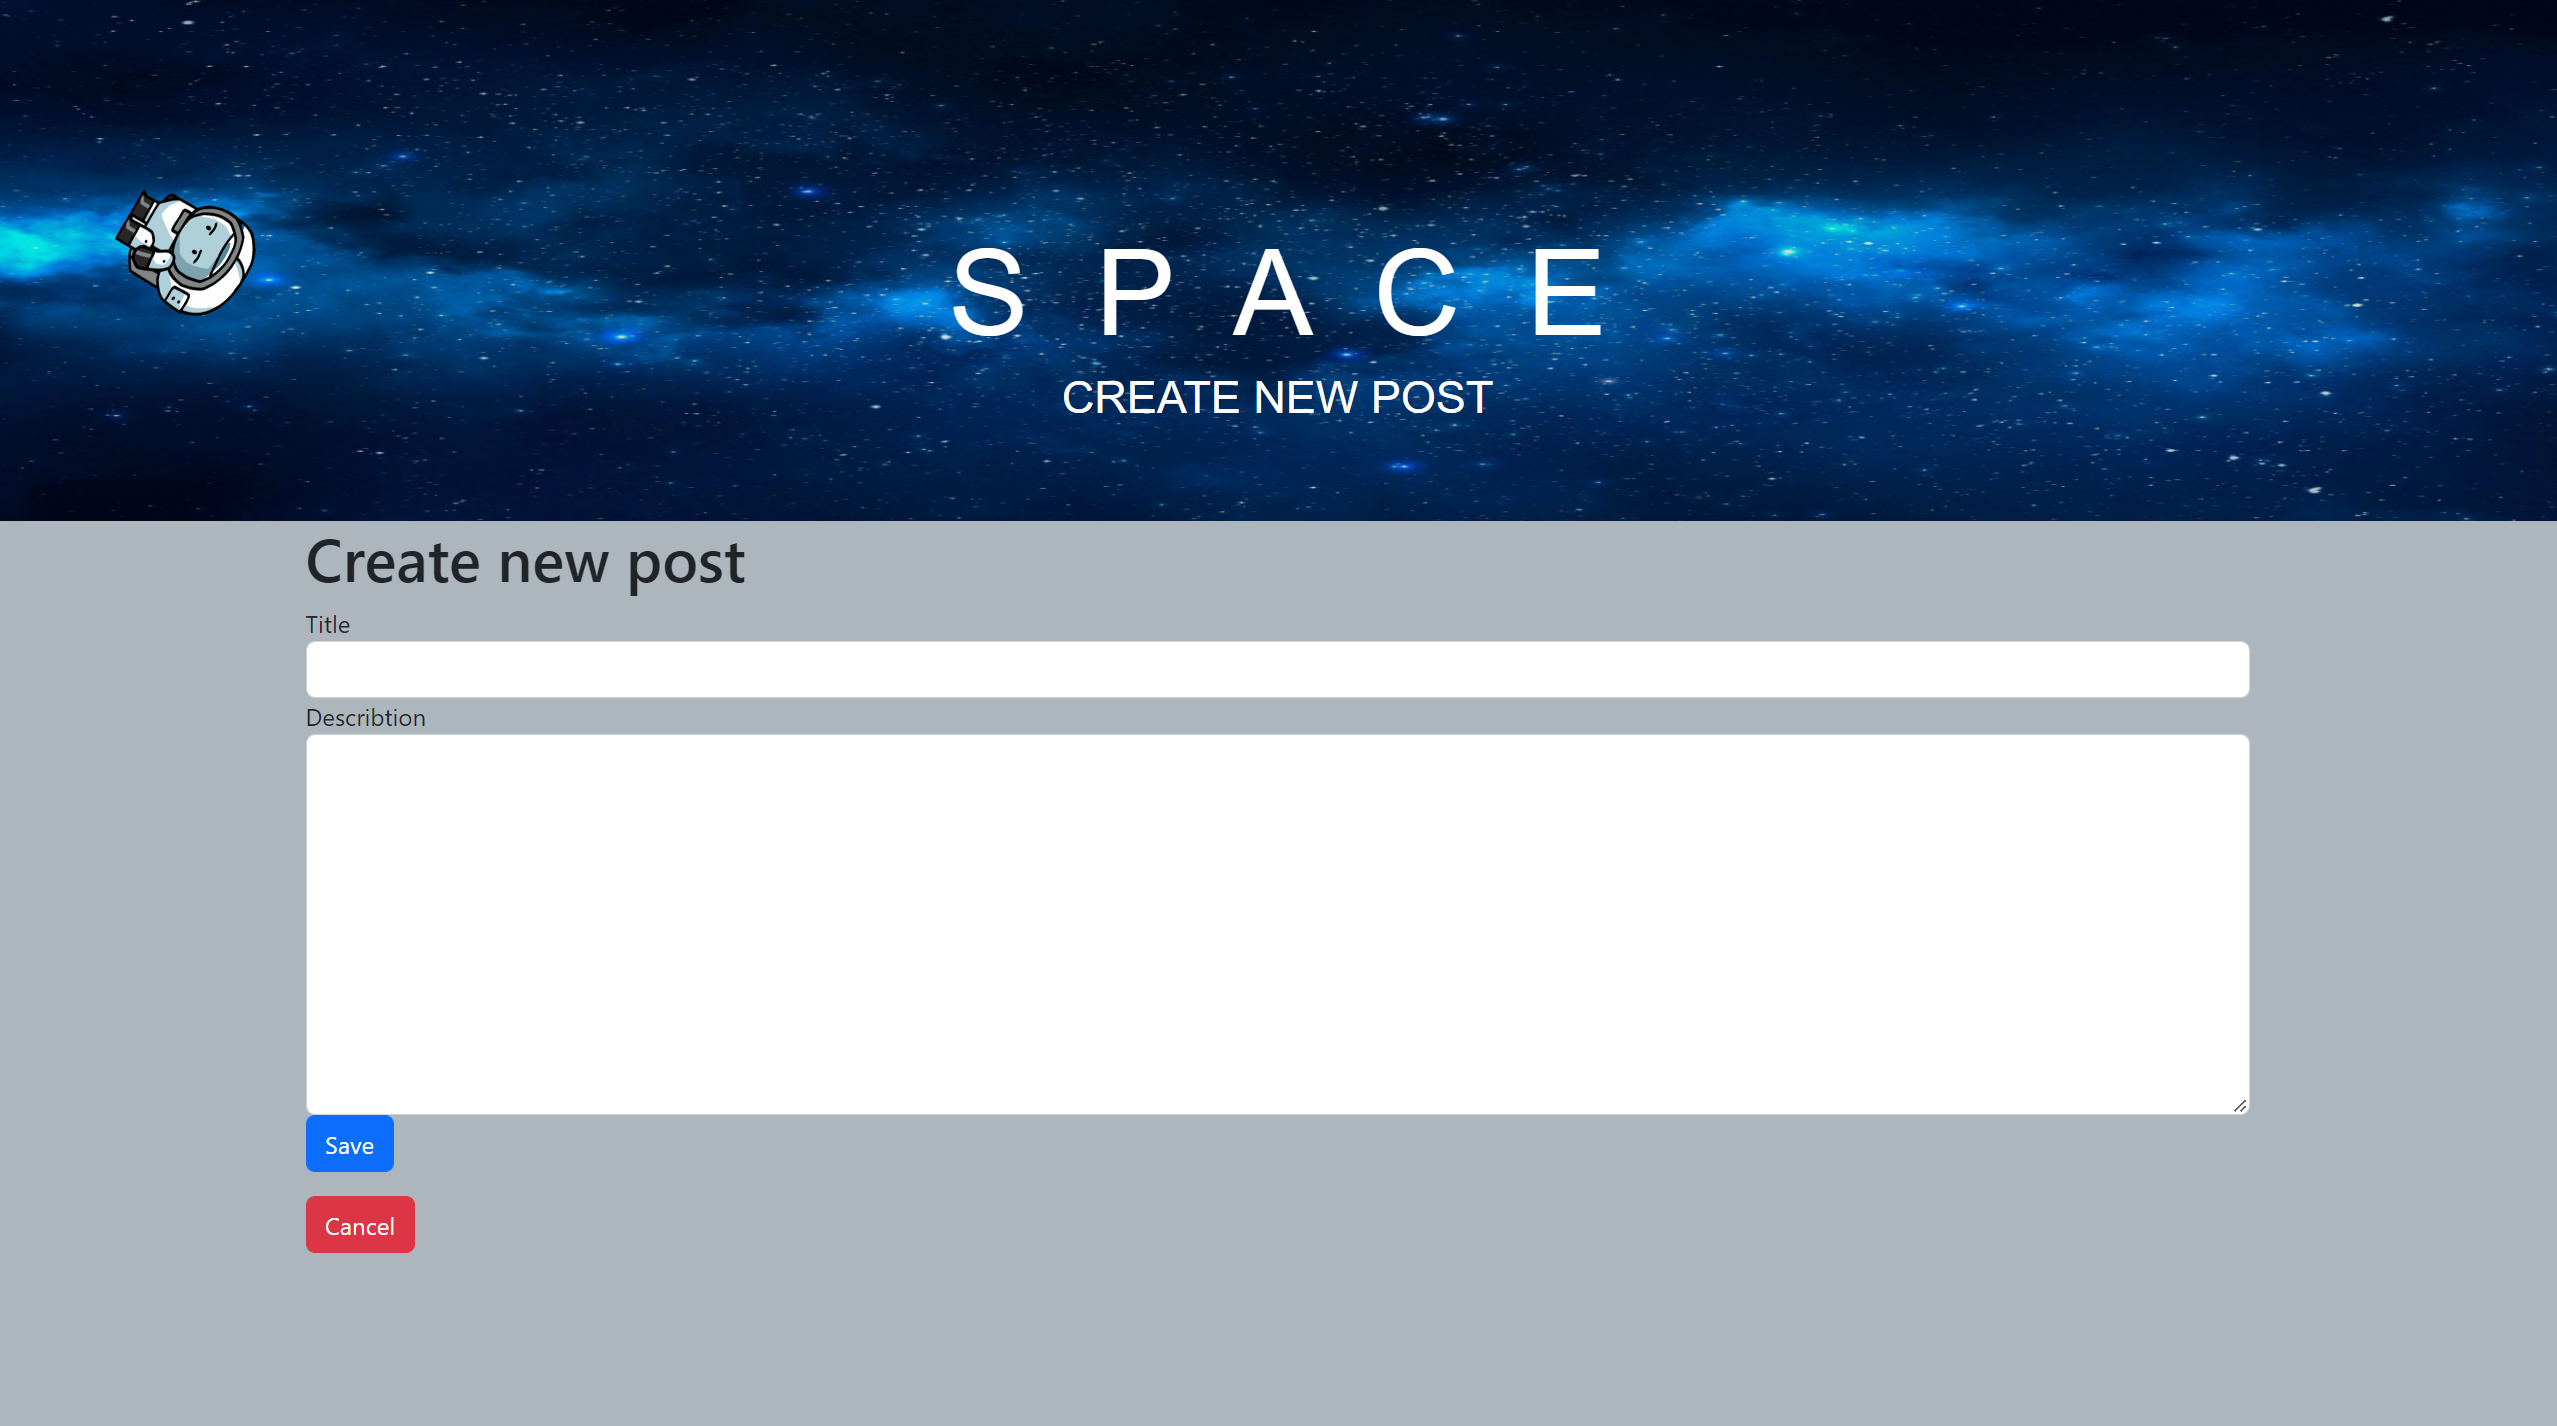 S P A C E
CREATE NEW POST
Create new post
Title
Describtion
Save
Cancel